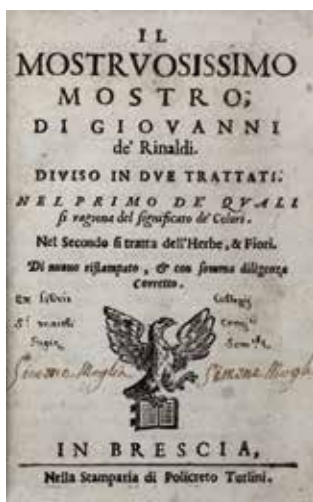 IL
MOSTRVOSISSIMO
MOSTRO;
DI GIOVANNI
de' Rinaldi.
DIVISO IN DVE TRATTATI.
NEL PRIMO DE' QVALI
si ragiona del significato de' Colori.
Nel Secondo si tratta dell'Herbe, & Fiori.
Di nuouo ristampato, & con somma diligenza
Corretto.
Simone
Simone
IN BRESCIA,
Nella Stamparia di Policreto Turlini.